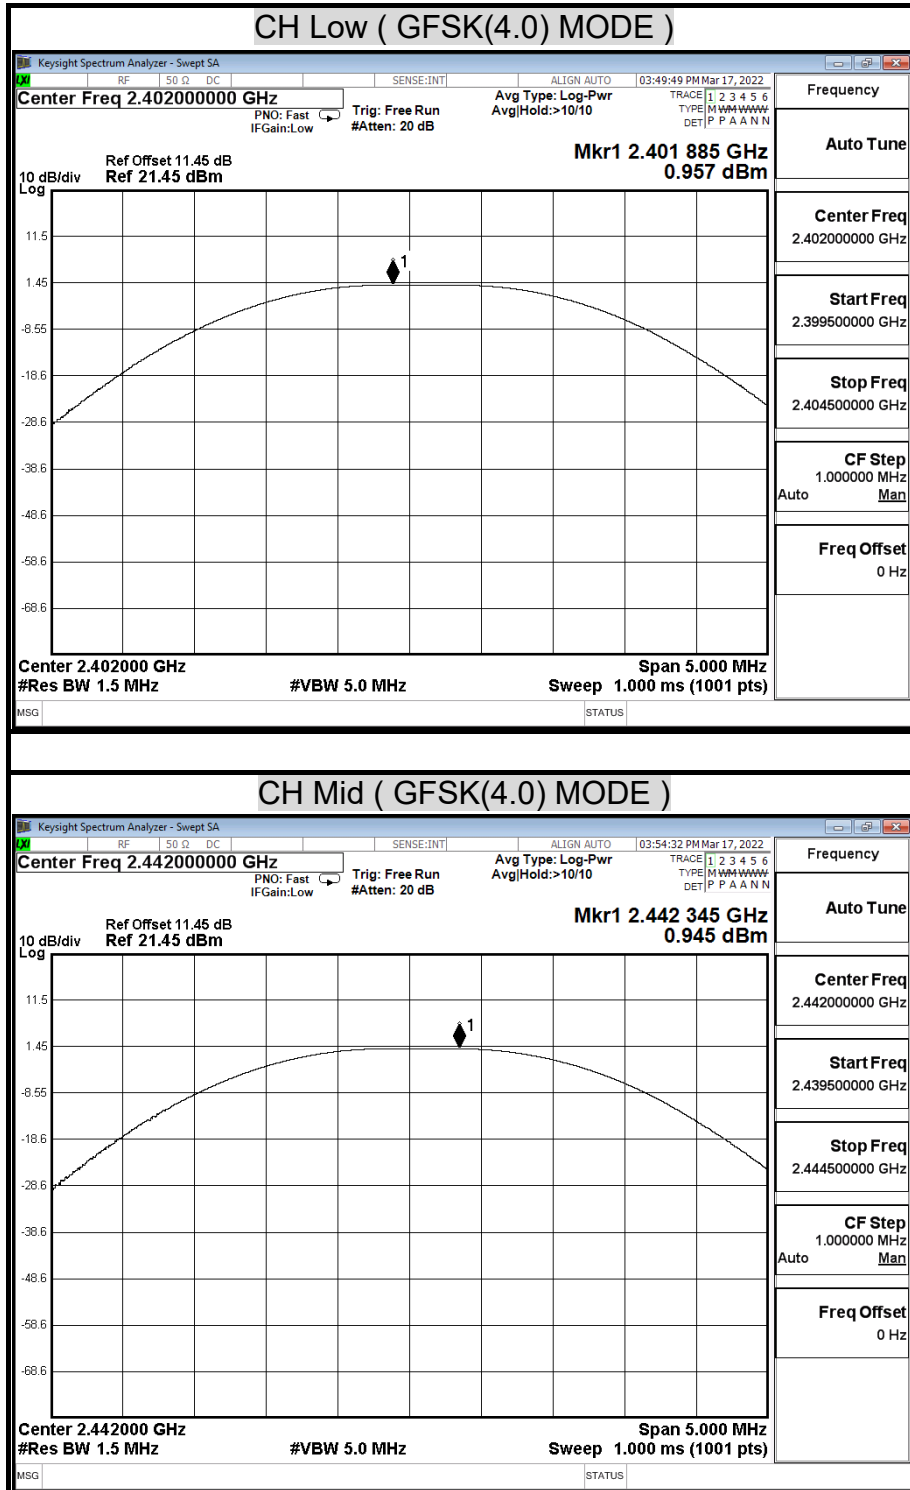 CH Low ( GFSK(4.0) MODE )
Keysight Spectrum Analyzer - Swept SA
LXI RF 50 Ω DC SENSE:INT ALIGN AUTO 03:49:49 PM Mar 17, 2022
Center Freq 2.402000000 GHz
PNO: Fast
IFGain:Low
Trig: Free Run
#Atten: 20 dB
Avg Type: Log-Pwr
Avg|Hold:>10/10
TRACE 1 2 3 4 5 6
TYPE M WM WWWW
DET P P A A N N
Mkr1 2.401 885 GHz
0.957 dBm
Ref Offset 11.45 dB
10 dB/div Ref 21.45 dBm
Log
11.5
1.45
-8.55
-18.6
-28.6
-38.6
-48.6
-58.6
-68.6
1
Center 2.402000 GHz Span 5.000 MHz
#Res BW 1.5 MHz #VBW 5.0 MHz Sweep 1.000 ms (1001 pts)
MSG STATUS
Frequency
Auto Tune
Center Freq
2.402000000 GHz
Start Freq
2.399500000 GHz
Stop Freq
2.404500000 GHz
CF Step
1.000000 MHz
Auto Man
Freq Offset
0 Hz
CH Mid ( GFSK(4.0) MODE )
Keysight Spectrum Analyzer - Swept SA
LXI RF 50 Ω DC SENSE:INT ALIGN AUTO 03:54:32 PM Mar 17, 2022
Center Freq 2.442000000 GHz
PNO: Fast
IFGain:Low
Trig: Free Run
#Atten: 20 dB
Avg Type: Log-Pwr
Avg|Hold:>10/10
TRACE 1 2 3 4 5 6
TYPE M WM WWWW
DET P P A A N N
Mkr1 2.442 345 GHz
0.945 dBm
Ref Offset 11.45 dB
10 dB/div Ref 21.45 dBm
Log
11.5
1.45
-8.55
-18.6
-28.6
-38.6
-48.6
-58.6
-68.6
1
Center 2.442000 GHz Span 5.000 MHz
#Res BW 1.5 MHz #VBW 5.0 MHz Sweep 1.000 ms (1001 pts)
MSG STATUS
Frequency
Auto Tune
Center Freq
2.442000000 GHz
Start Freq
2.439500000 GHz
Stop Freq
2.444500000 GHz
CF Step
1.000000 MHz
Auto Man
Freq Offset
0 Hz